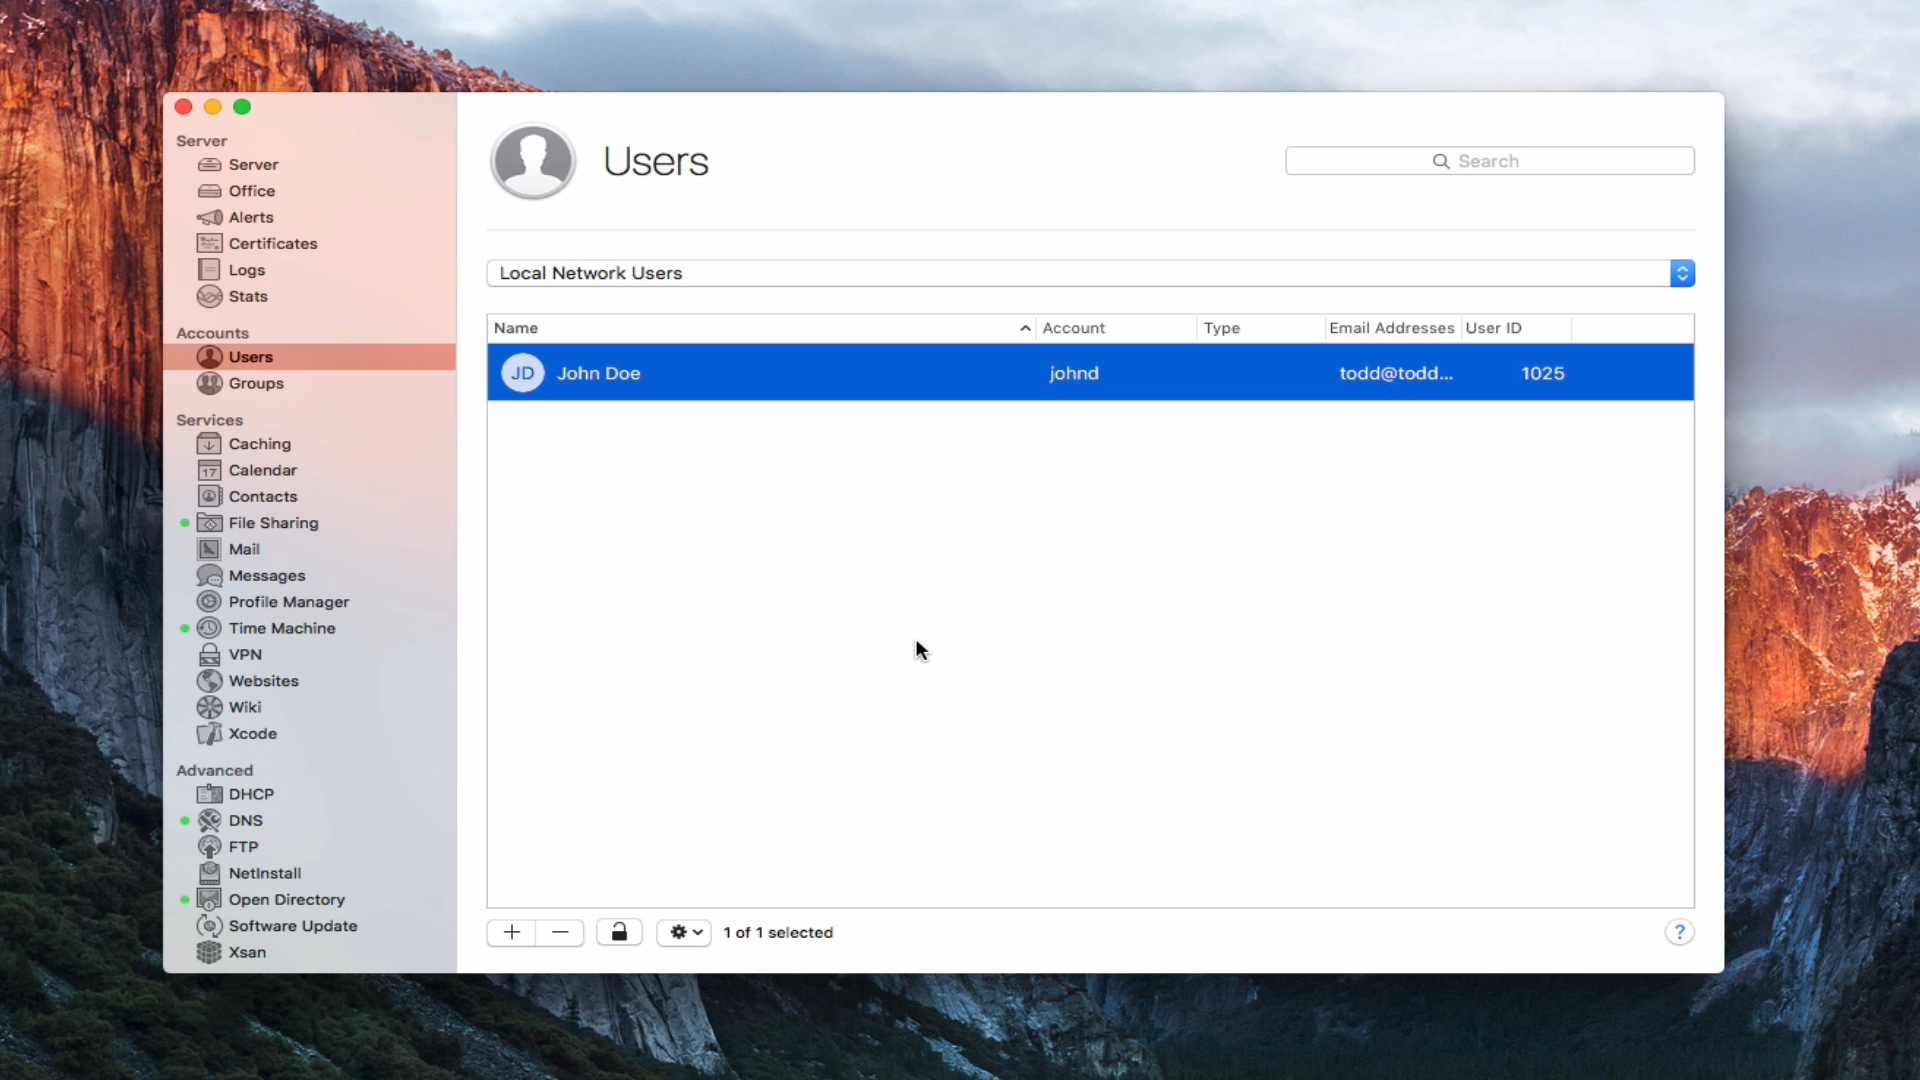 Server
Server
Office
Alerts
Certificates
Logs
Stats
Accounts
Users
Groups
Services
Caching
17 Calendar
Contacts
File Sharing
Mail
Messages
Profile Manager
Time Machine
VPN
Websites
Wiki
Xcode
Advanced
DHCP
DNS
FTP
NetInstall
Open Directory
Software Update
Xsan
Users
Search
Local Network Users
Name Account Type Email Addresses User ID
JD John Doe johnd todd@todd... 1025
1 of 1 selected
?